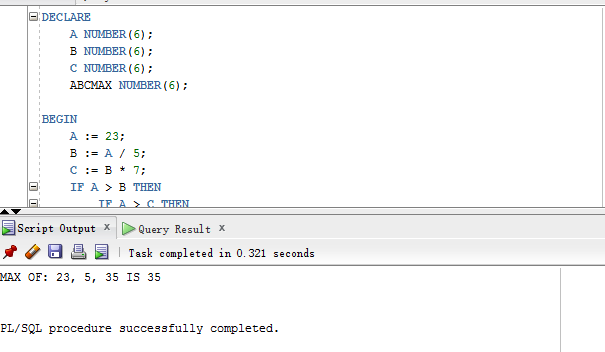 DECLARE
A NUMBER(6);
B NUMBER(6);
C NUMBER(6);
ABCMAX NUMBER(6);
BEGIN
A := 23;
B := A / 5;
C := B * 7;
IF A > B THEN
IF A > C THEN
Script Output x Query Result x
Task completed in 0.321 seconds
MAX OF: 23, 5, 35 IS 35
PL/SQL procedure successfully completed.